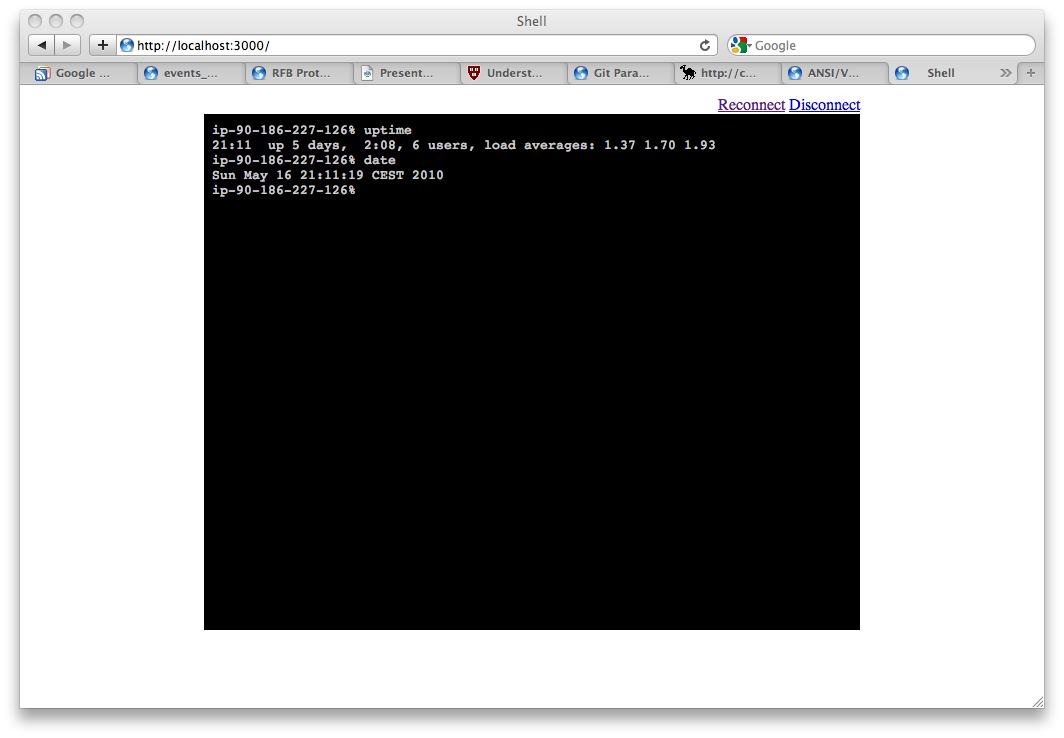 Shell
http://localhost:3000/
Google
Google ...
events_...
RFB Prot...
Present...
Underst...
Git Para...
http://c...
ANSI/V...
Shell
Reconnect Disconnect
ip-90-186-227-126% uptime
21:11  up 5 days,  2:08, 6 users, load averages: 1.37 1.70 1.93
ip-90-186-227-126% date
Sun May 16 21:11:19 CEST 2010
ip-90-186-227-126%